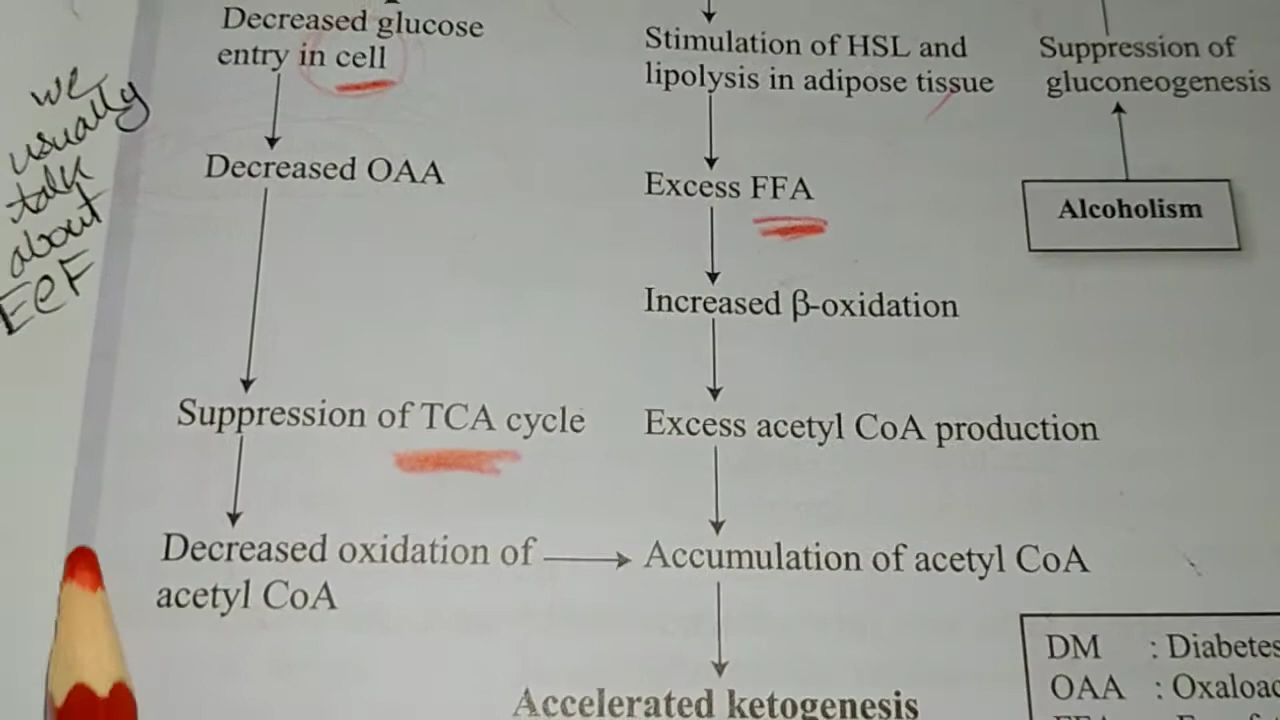 Decreased glucose
entry in cell
Decreased OAA
Suppression of TCA cycle
Decreased oxidation of
acetyl CoA
Stimulation of HSL and
lipolysis in adipose tissue
Excess FFA
Increased β-oxidation
Excess acetyl CoA production
Accumulation of acetyl CoA
Accelerated ketogenesis
Suppression of
gluconeogenesis
Alcoholism
DM : Diabetes
OAA :
we
usually
talk
about